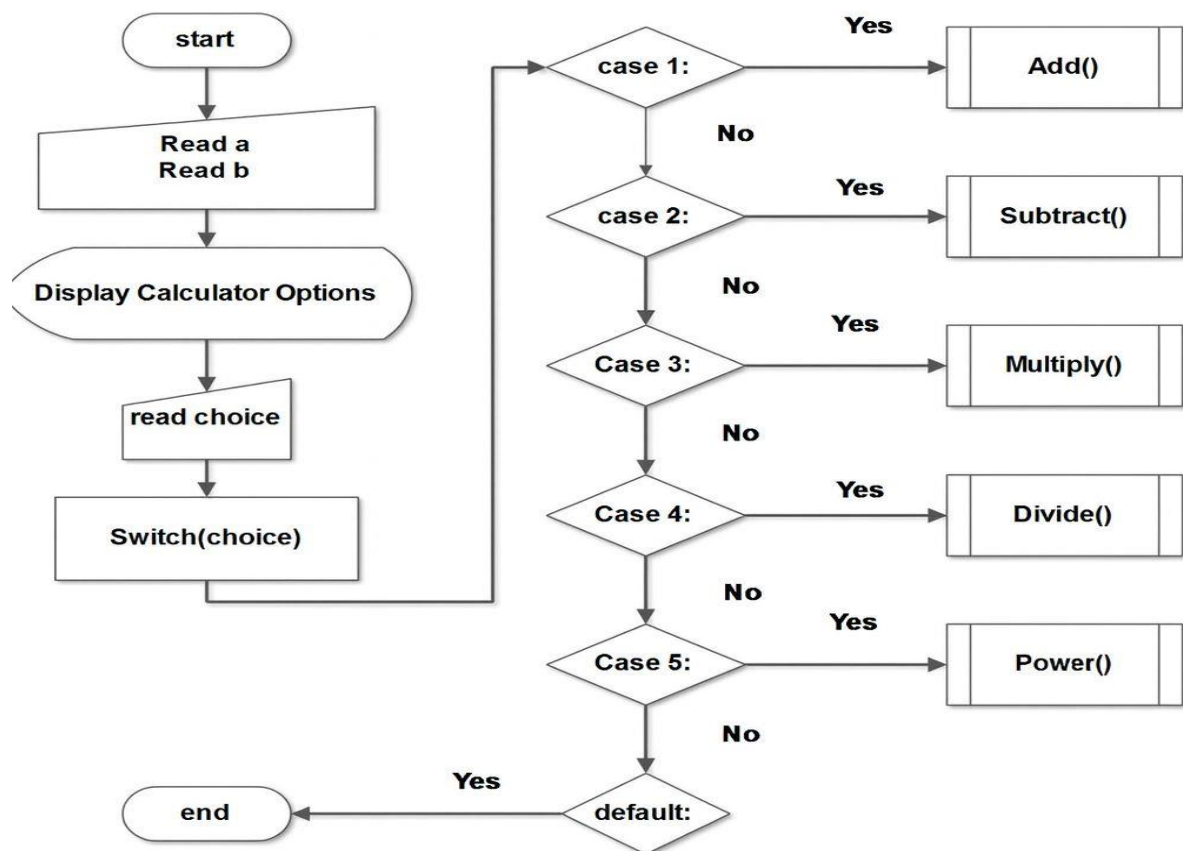 start
Read a
Read b
Display Calculator Options
read choice
Switch(choice)
case 1:
Yes
Add()
No
case 2:
Yes
Subtract()
No
Case 3:
Yes
Multiply()
No
Case 4:
Yes
Divide()
No
Case 5:
Yes
Power()
No
default:
Yes
end